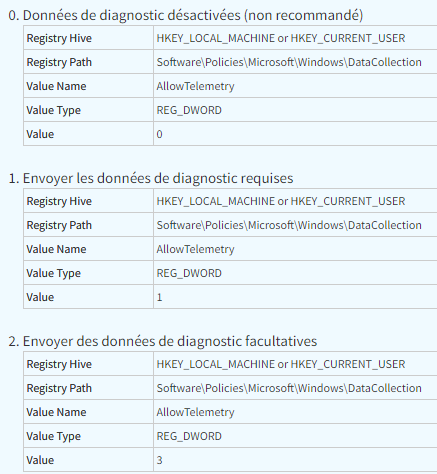 0. Données de diagnostic désactivées (non recommandé)
Registry Hive HKEY_LOCAL_MACHINE or HKEY_CURRENT_USER
Registry Path Software\Policies\Microsoft\Windows\DataCollection
Value Name AllowTelemetry
Value Type REG_DWORD
Value 0
1. Envoyer les données de diagnostic requises
Registry Hive HKEY_LOCAL_MACHINE or HKEY_CURRENT_USER
Registry Path Software\Policies\Microsoft\Windows\DataCollection
Value Name AllowTelemetry
Value Type REG_DWORD
Value 1
2. Envoyer des données de diagnostic facultatives
Registry Hive HKEY_LOCAL_MACHINE or HKEY_CURRENT_USER
Registry Path Software\Policies\Microsoft\Windows\DataCollection
Value Name AllowTelemetry
Value Type REG_DWORD
Value 3